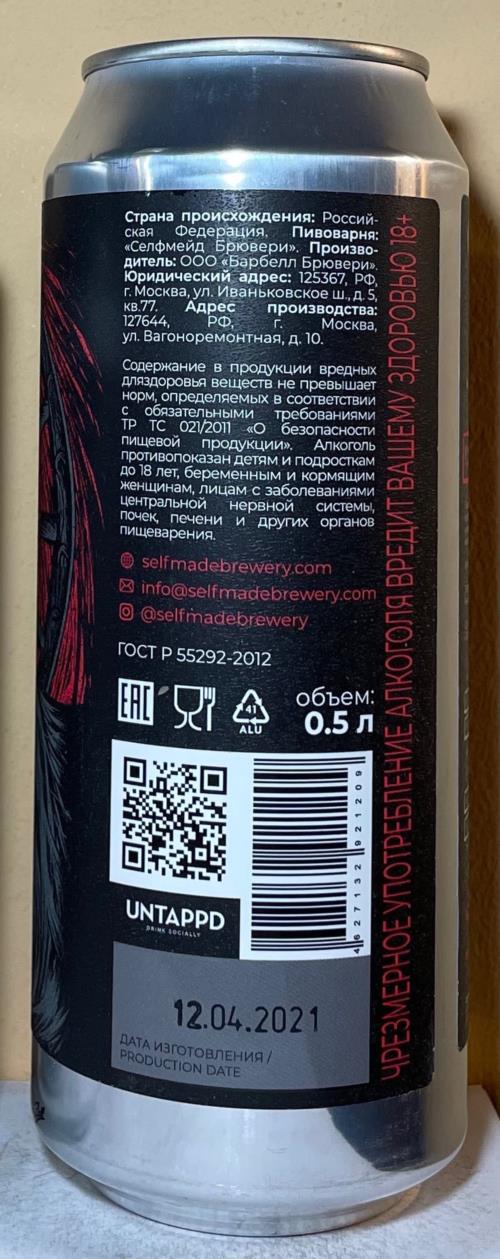 Страна происхождения: Россий-
ская Федерация. Пивоварня:
«Селфмейд Брювери». Произво-
дитель: ООО «Барбелл Брювери».
Юридический адрес: 125367, РФ,
г. Москва, ул. Иваньковское ш., д. 5,
кв.77. Адрес производства:
127644, РФ, г. Москва,
ул. Вагоноремонтная, д. 10.
Содержание в продукции вредных
дляздоровья веществ не превышает
норм, определяемых в соответствии
с обязательными требованиями
ТР ТС 021/2011 «О безопасности
пищевой продукции». Алкоголь
противопоказан детям и подросткам
до 18 лет, беременным и кормящим
женщинам, лицам с заболеваниями
центральной нервной системы,
почек, печени и других органов
пищеварения.
selfmadebrewery.com
info@selfmadebrewery.com
@selfmadebrewery
ГОСТ Р 55292-2012
EAC
41
ALU
объем:
0.5 л
UNTAPPD
DRINK SOCIALLY
4 627132 921209
12.04.2021
ДАТА ИЗГОТОВЛЕНИЯ /
PRODUCTION DATE
ЧРЕЗМЕРНОЕ УПОТРЕБЛЕНИЕ АЛКОГОЛЯ ВРЕДИТ ВАШЕМУ ЗДОРОВЬЮ 18+